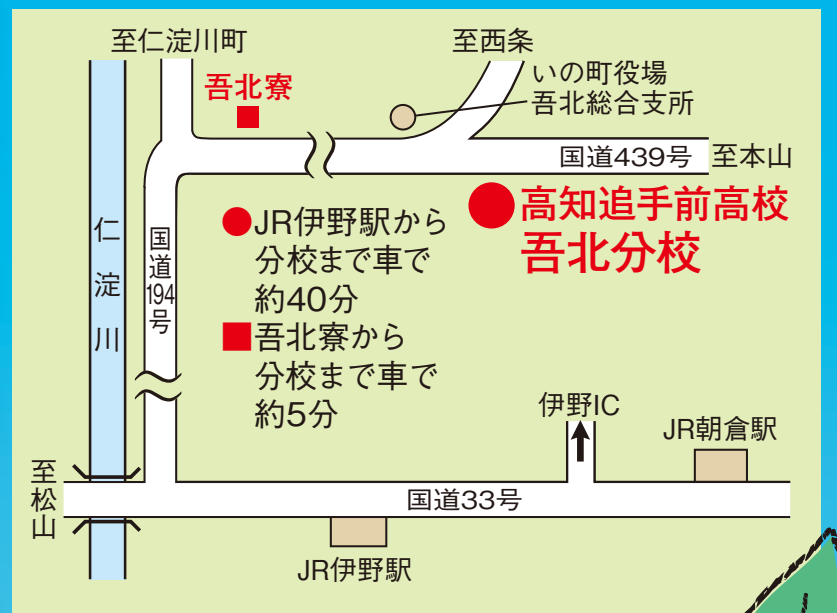 至仁淀川町
至西条
吾北寮
いの町役場
吾北総合支所
国道439号
至本山
高知追手前高校
吾北分校
仁淀川
国道194号
●JR伊野駅から
分校まで車で
約40分
■吾北寮から
分校まで車で
約5分
伊野IC
JR朝倉駅
至松山
国道33号
JR伊野駅